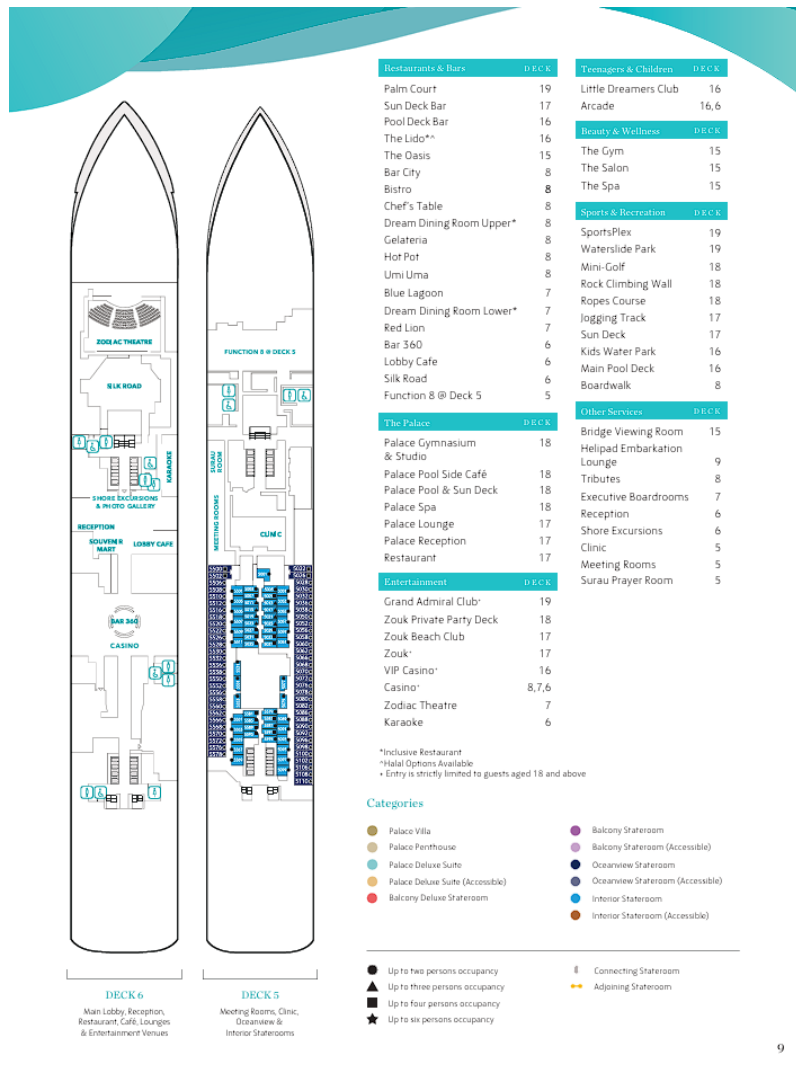 ZODIAC THEATRE
SILK ROAD
KARAOKE
SHORE EXCURSIONS
& PHOTO GALLERY
RECEPTION
SOUVENIR
MART
LOBBY CAFE
BAR 360
CASINO
DECK 6
Main Lobby, Reception,
Restaurant, Café, Lounges
& Entertainment Venues
FUNCTION 8 @ DECK 5
SURAU
ROOM
MEETING ROOMS
CLINIC
DECK 5
Meeting Rooms, Clinic,
Oceanview &
Interior Staterooms
Restaurants & Bars DECK
Palm Court 19
Sun Deck Bar 17
Pool Deck Bar 16
The Lido*^ 16
The Oasis 15
Bar City 8
Bistro 8
Chef's Table 8
Dream Dining Room Upper* 8
Gelateria 8
Hot Pot 8
Umi Uma 8
Blue Lagoon 7
Dream Dining Room Lower* 7
Red Lion 7
Bar 360 6
Lobby Cafe 6
Silk Road 6
Function 8 @ Deck 5 5
The Palace DECK
Palace Gymnasium 18
& Studio
Palace Pool Side Café 18
Palace Pool & Sun Deck 18
Palace Spa 18
Palace Lounge 17
Palace Reception 17
Restaurant 17
Entertainment DECK
Grand Admiral Club+ 19
Zouk Private Party Deck 18
Zouk Beach Club 17
Zouk+ 17
VIP Casino+ 16
Casino+ 8,7,6
Zodiac Theatre 7
Karaoke 6
*Inclusive Restaurant
^Halal Options Available
+ Entry is strictly limited to guests aged 18 and above
Teenagers & Children DECK
Little Dreamers Club 16
Arcade 16,6
Beauty & Wellness DECK
The Gym 15
The Salon 15
The Spa 15
Sports & Recreation DECK
SportsPlex 19
Waterslide Park 19
Mini-Golf 18
Rock Climbing Wall 18
Ropes Course 18
Jogging Track 17
Sun Deck 17
Kids Water Park 16
Main Pool Deck 16
Boardwalk 8
Other Services DECK
Bridge Viewing Room 15
Helipad Embarkation
Lounge 9
Tributes 8
Executive Boardrooms 7
Reception 6
Shore Excursions 6
Clinic 5
Meeting Rooms 5
Surau Prayer Room 5
Categories
Palace Villa
Palace Penthouse
Palace Deluxe Suite
Palace Deluxe Suite (Accessible)
Balcony Deluxe Stateroom
Balcony Stateroom
Balcony Stateroom (Accessible)
Oceanview Stateroom
Oceanview Stateroom (Accessible)
Interior Stateroom
Interior Stateroom (Accessible)
Up to two persons occupancy
Up to three persons occupancy
Up to four persons occupancy
Up to six persons occupancy
Connecting Stateroom
Adjoining Stateroom
9